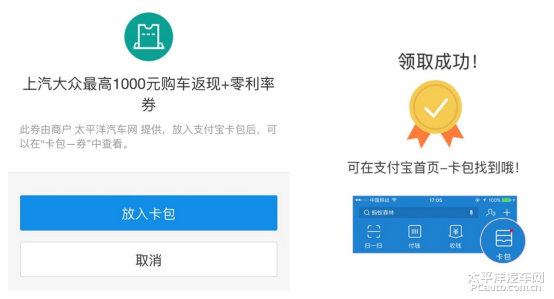 上汽大众最高1000元购车返现+零利率
券
此券由商户 太平洋汽车网 提供，放入支付宝卡包后，可
以在“卡包—券”中查看。
放入卡包
取消
领取成功！
可在支付宝首页-卡包找到哦！
中国移动
17:05
100%
蚂蚁森林
扫一扫
付钱
收钱
卡包
太平洋汽车网
PCauto.com.cn